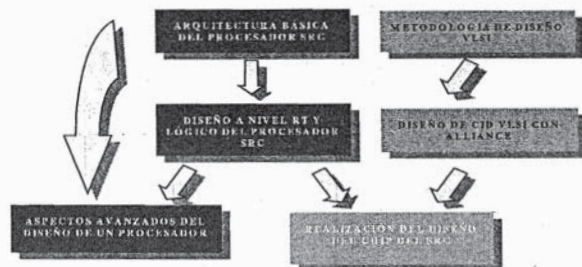 ARQUITECTURA BÁSICA
DEL PROCESADOR SRC
METODOLOGÍA DE DISEÑO
VLSI
DISEÑO A NIVEL RT Y
LÓGICO DEL PROCESADOR
SRC
DISEÑO DE CID VLSI CON
ALLIANCE
ASPECTOS AVANZADOS DEL
DISEÑO DE UN PROCESADOR
REALIZACIÓN DEL DISEÑO
DEL CHIP DEL SRC